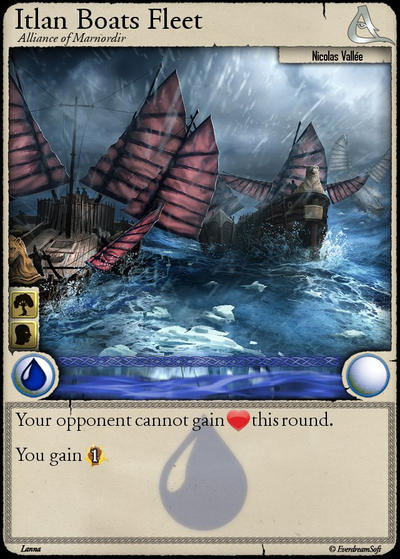 Itlan Boats Fleet
Alliance of Marnordir
Nicolas Vallée
Your opponent cannot gain this round.
You gain 1
Lanna © EverdreamSoft